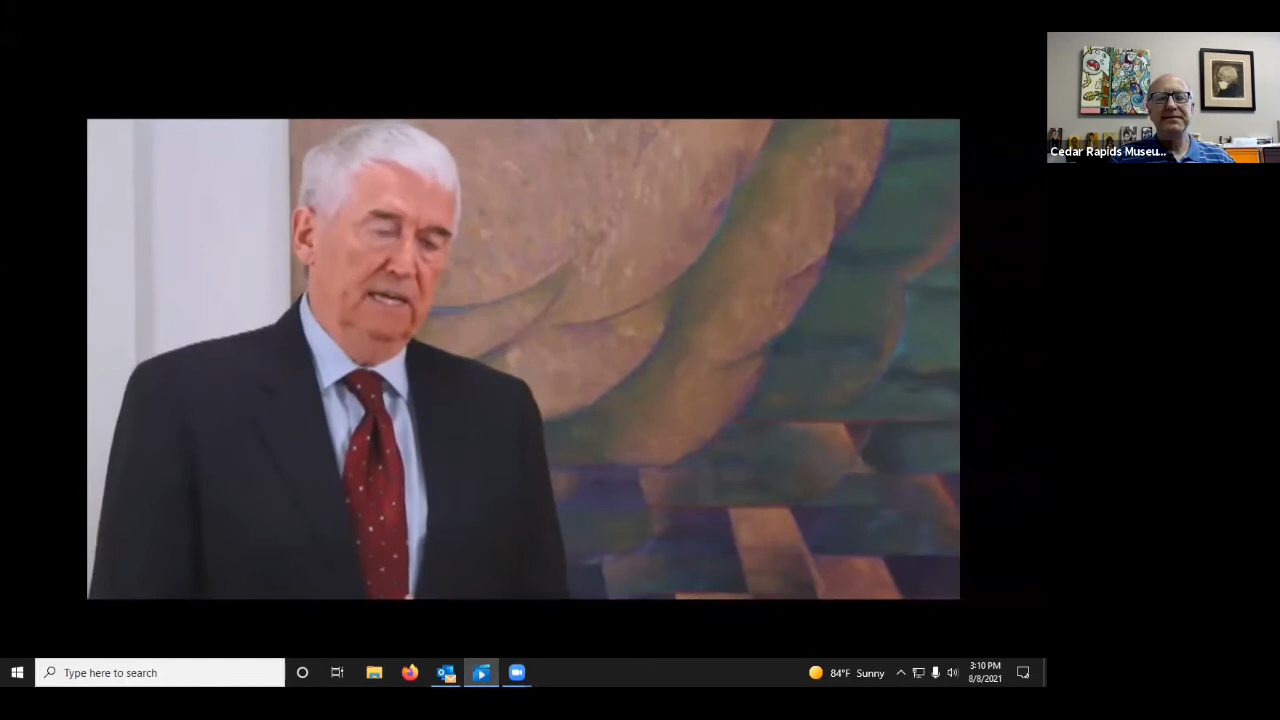 Cedar Rapids Museu...
Type here to search
84°F Sunny
3:10 PM
8/8/2021